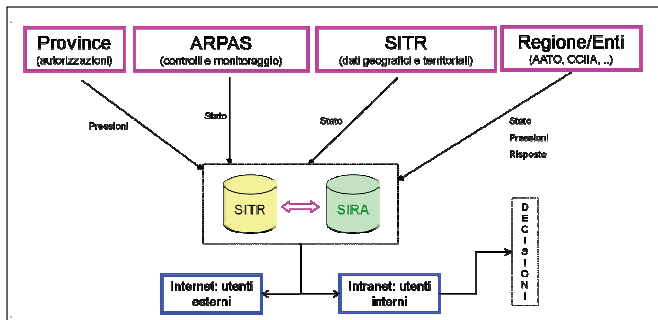 Province
(autorizzazioni)
ARPAS
(controlli e monitoraggio)
SITR
(dati geografici e territoriali)
Regione/Enti
(AATO, CCIIA, ..)
Pressioni
Stato
Stato
Stato
Pressioni
Risposte
SITR
SIRA
DECISIONI
Internet: utenti
esterni
Intranet: utenti
interni